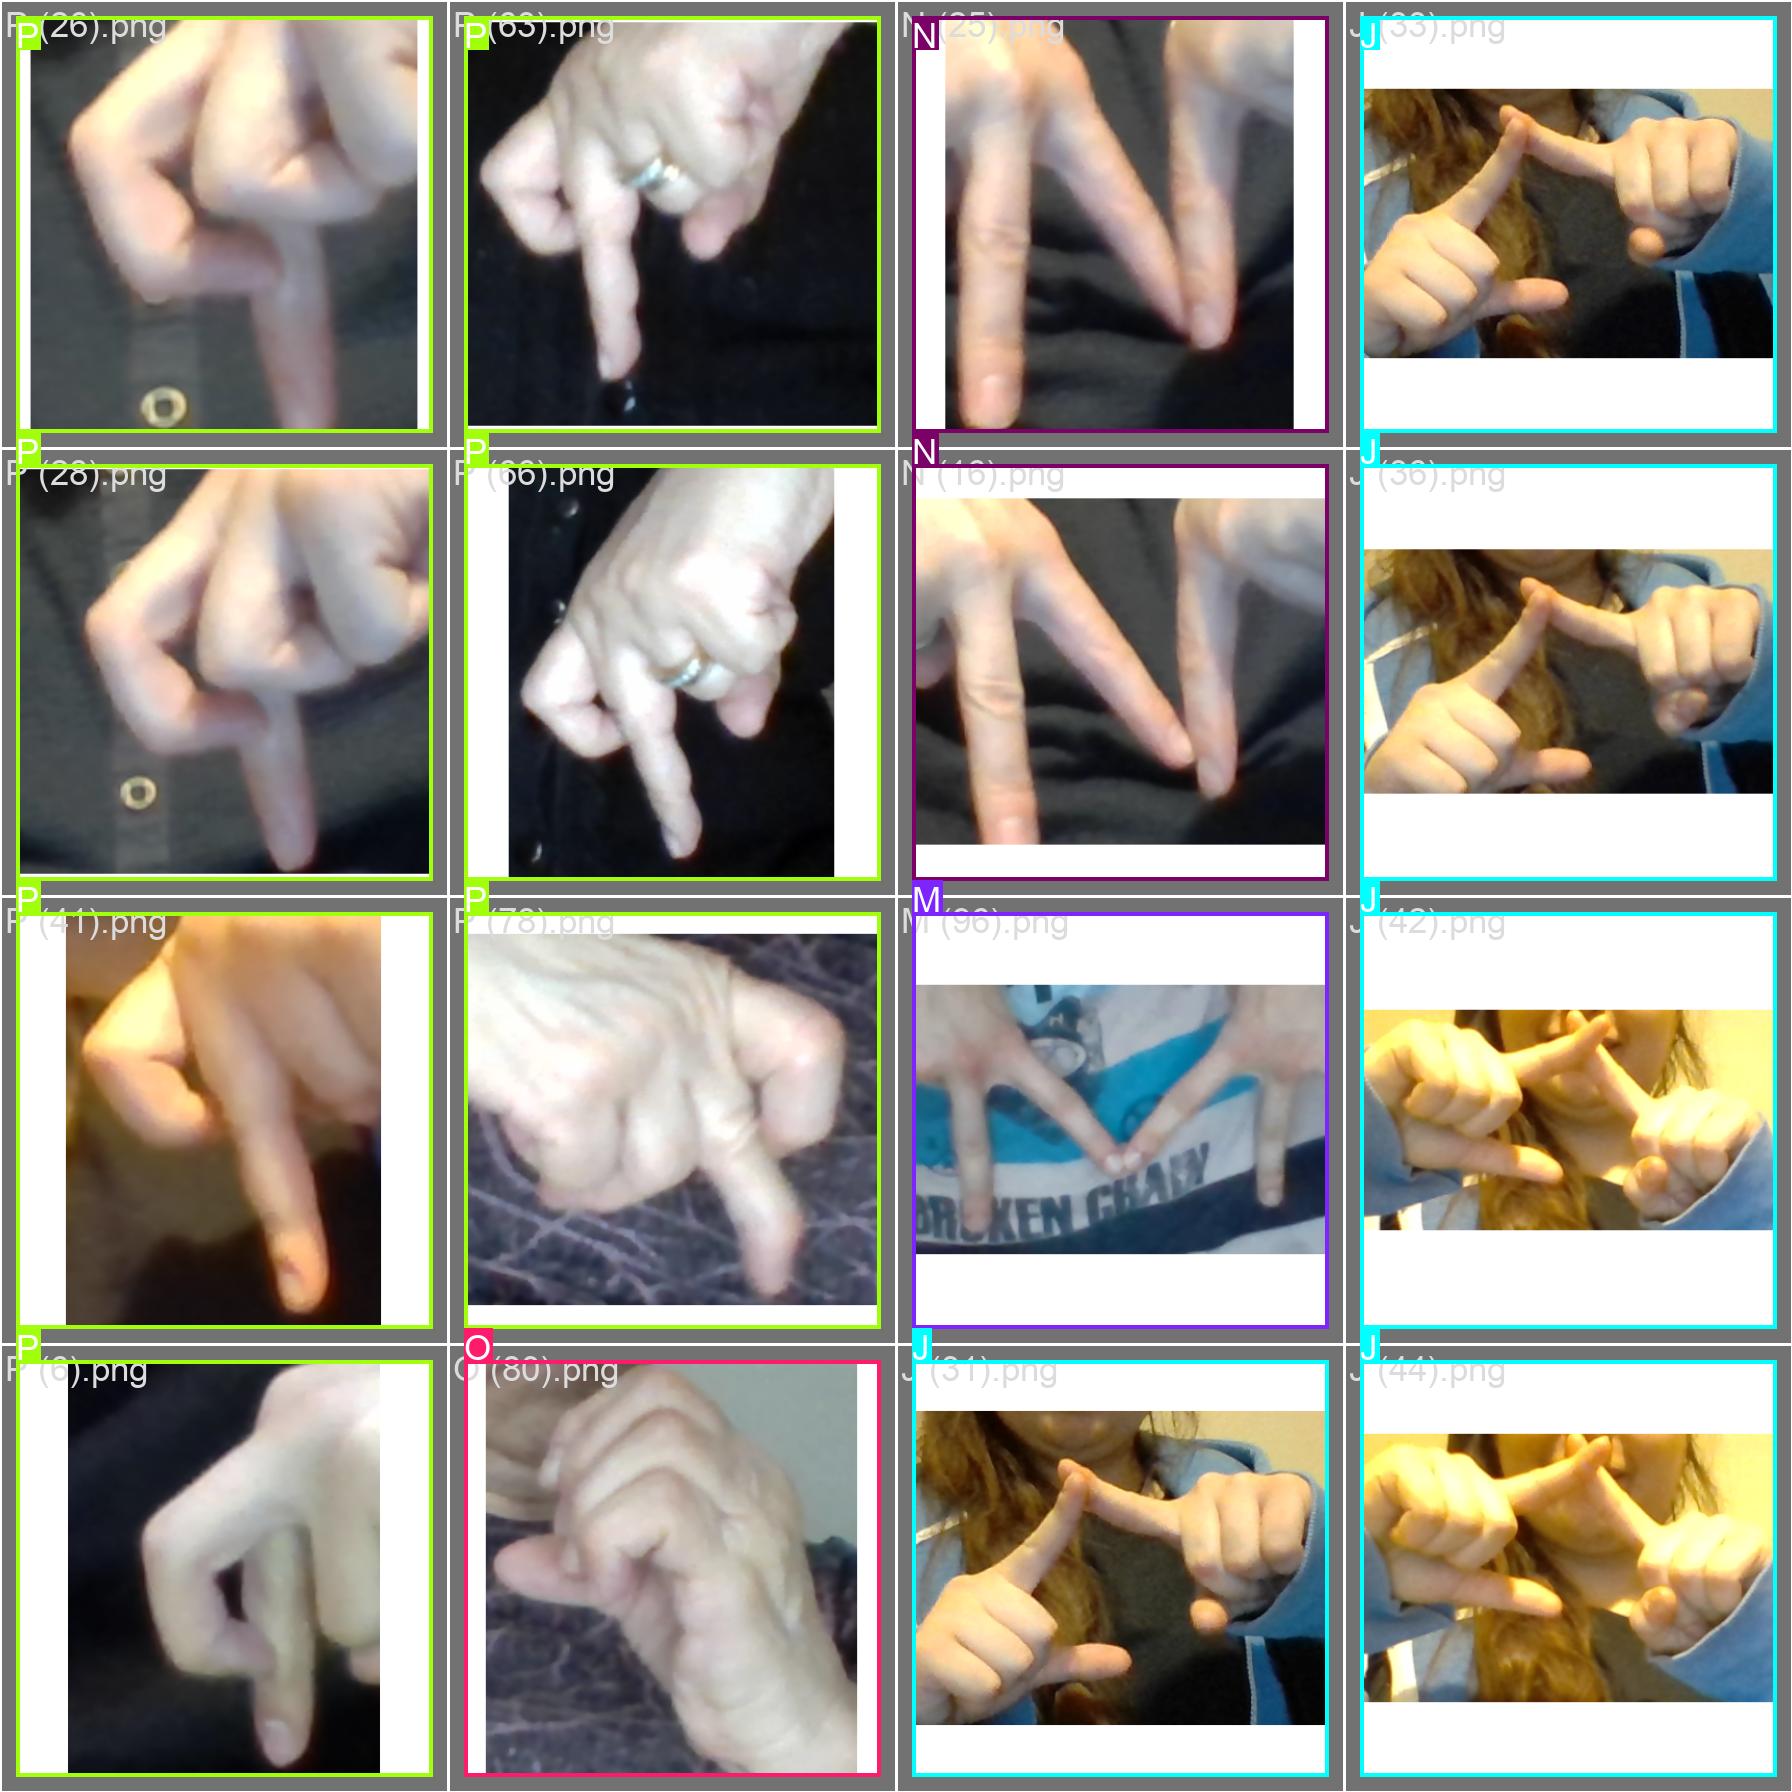 P (26).png
P
P (63).png
P
N (25).png
N
J (33).png
J
P (28).png
P
P (66).png
P
N (16).png
N
J (36).png
J
P (41).png
P
P (78).png
P
M (96).png
M
BROKEN CHAIN
J (42).png
J
P (6).png
P
O (80).png
O
J (31).png
J
J (44).png
J